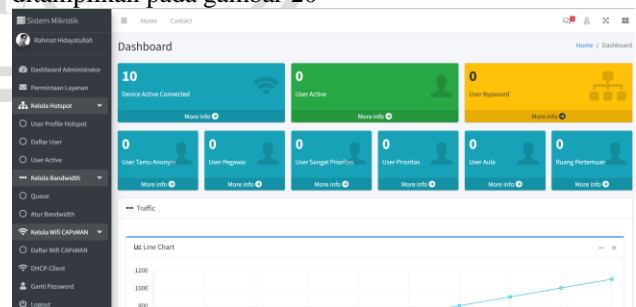 ditampilkan pada gambar 20
Sistem Mikrotik
Rahmat Hidayatullah
Dashboard Administrator
Permintaan Layanan
Kelola Hotspot
User Profile Hotspot
Daftar User
User Active
Kelola Bandwidth
Queue
Atur Bandwidth
Kelola Wifi CAPsMAN
Daftar Wifi CAPsMAN
DHCP-Client
Ganti Password
Logout
Home Contact
Dashboard
Home / Dashboard
10
Device Active Connected
More info
0
User Active
More info
0
User Bypassed
More info
0
User Tamu Anonym
More info
0
User Pegawai
More info
0
User Sangat Prioritas
More info
0
User Prioritas
More info
0
User Aula
More info
0
Ruang Pertemuan
More info
Traffic
Line Chart
1200
1000
800